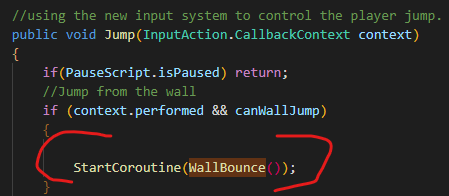 //using the new input system to control the player jump.
public void Jump(InputAction.CallbackContext context)
{
if(PauseScript.isPaused) return;
//Jump from the wall
if (context.performed && canWallJump)
{
StartCoroutine(WallBounce());
}